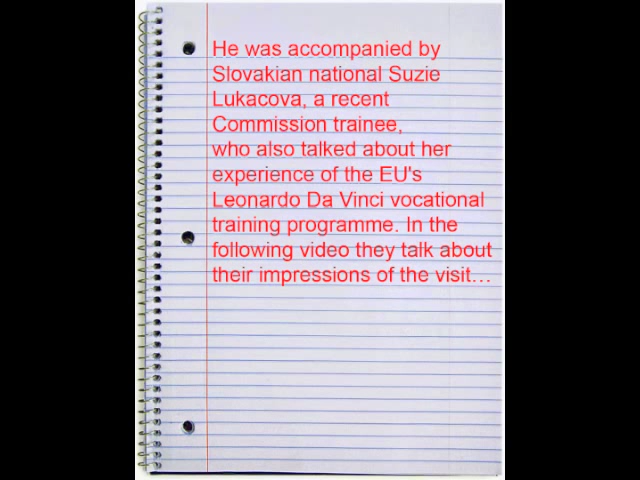 He was accompanied by
Slovakian national Suzie
Lukacova, a recent
Commission trainee,
who also talked about her
experience of the EU's
Leonardo Da Vinci vocational
training programme. In the
following video they talk about
their impressions of the visit…